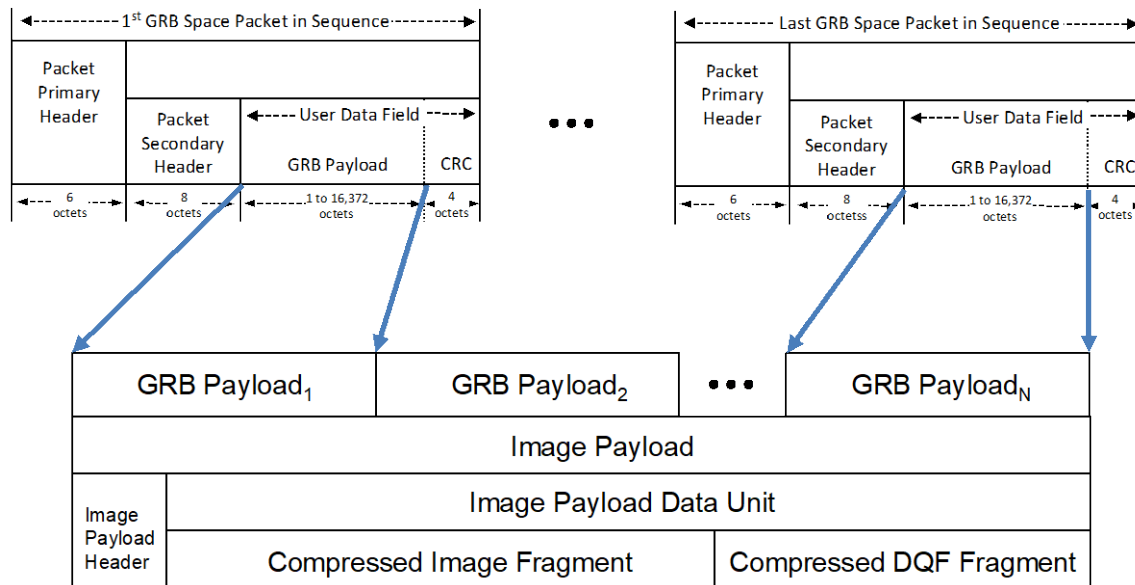 1st GRB Space Packet in Sequence
Last GRB Space Packet in Sequence
Packet
Primary
Header
Packet
Secondary
Header
User Data Field
GRB Payload
CRC
6
octets
8
octets
1 to 16,372
octets
4
octets
•••
Packet
Primary
Header
Packet
Secondary
Header
User Data Field
GRB Payload
CRC
6
octets
8
octetss
1 to 16,372
octets
4
octets
GRB Payload1
GRB Payload2
•••
GRB PayloadN
Image Payload
Image
Payload
Header
Image Payload Data Unit
Compressed Image Fragment
Compressed DQF Fragment